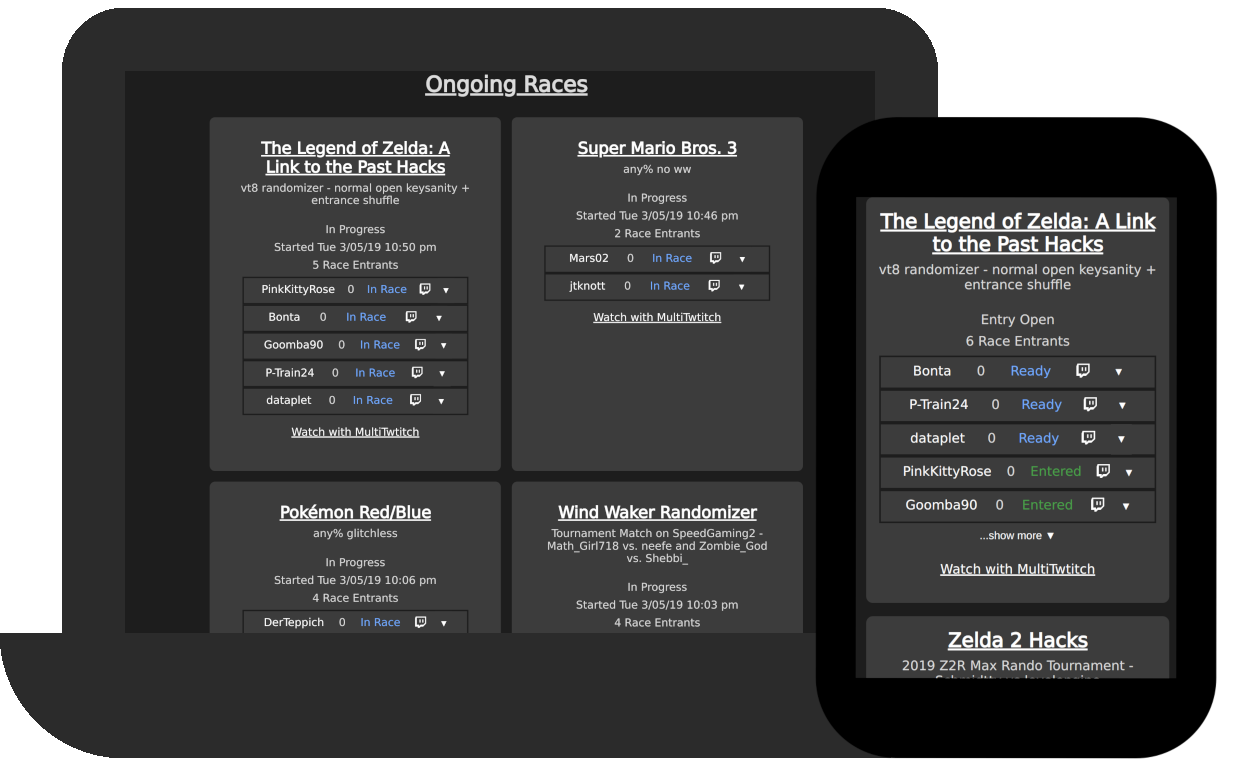 Ongoing Races
The Legend of Zelda: A
Link to the Past Hacks
vt8 randomizer - normal open keysanity +
entrance shuffle
In Progress
Started Tue 3/05/19 10:50 pm
5 Race Entrants
PinkKittyRose 0 In Race ▼
Bonta 0 In Race ▼
Goomba90 0 In Race ▼
P-Train24 0 In Race ▼
dataplet 0 In Race ▼
Watch with MultiTwtitch
Super Mario Bros. 3
any% no ww
In Progress
Started Tue 3/05/19 10:46 pm
2 Race Entrants
Mars02 0 In Race ▼
jtknott 0 In Race ▼
Watch with MultiTwtitch
Pokémon Red/Blue
any% glitchless
In Progress
Started Tue 3/05/19 10:06 pm
4 Race Entrants
DerTeppich 0 In Race ▼
Wind Waker Randomizer
Tournament Match on SpeedGaming2 -
Math_Girl718 vs. neefe and Zombie_God
vs. Shebbi_
In Progress
Started Tue 3/05/19 10:03 pm
4 Race Entrants
The Legend of Zelda: A Link
to the Past Hacks
vt8 randomizer - normal open keysanity +
entrance shuffle
Entry Open
6 Race Entrants
Bonta 0 Ready ▼
P-Train24 0 Ready ▼
dataplet 0 Ready ▼
PinkKittyRose 0 Entered ▼
Goomba90 0 Entered ▼
...show more ▼
Watch with MultiTwtitch
Zelda 2 Hacks
2019 Z2R Max Rando Tournament -